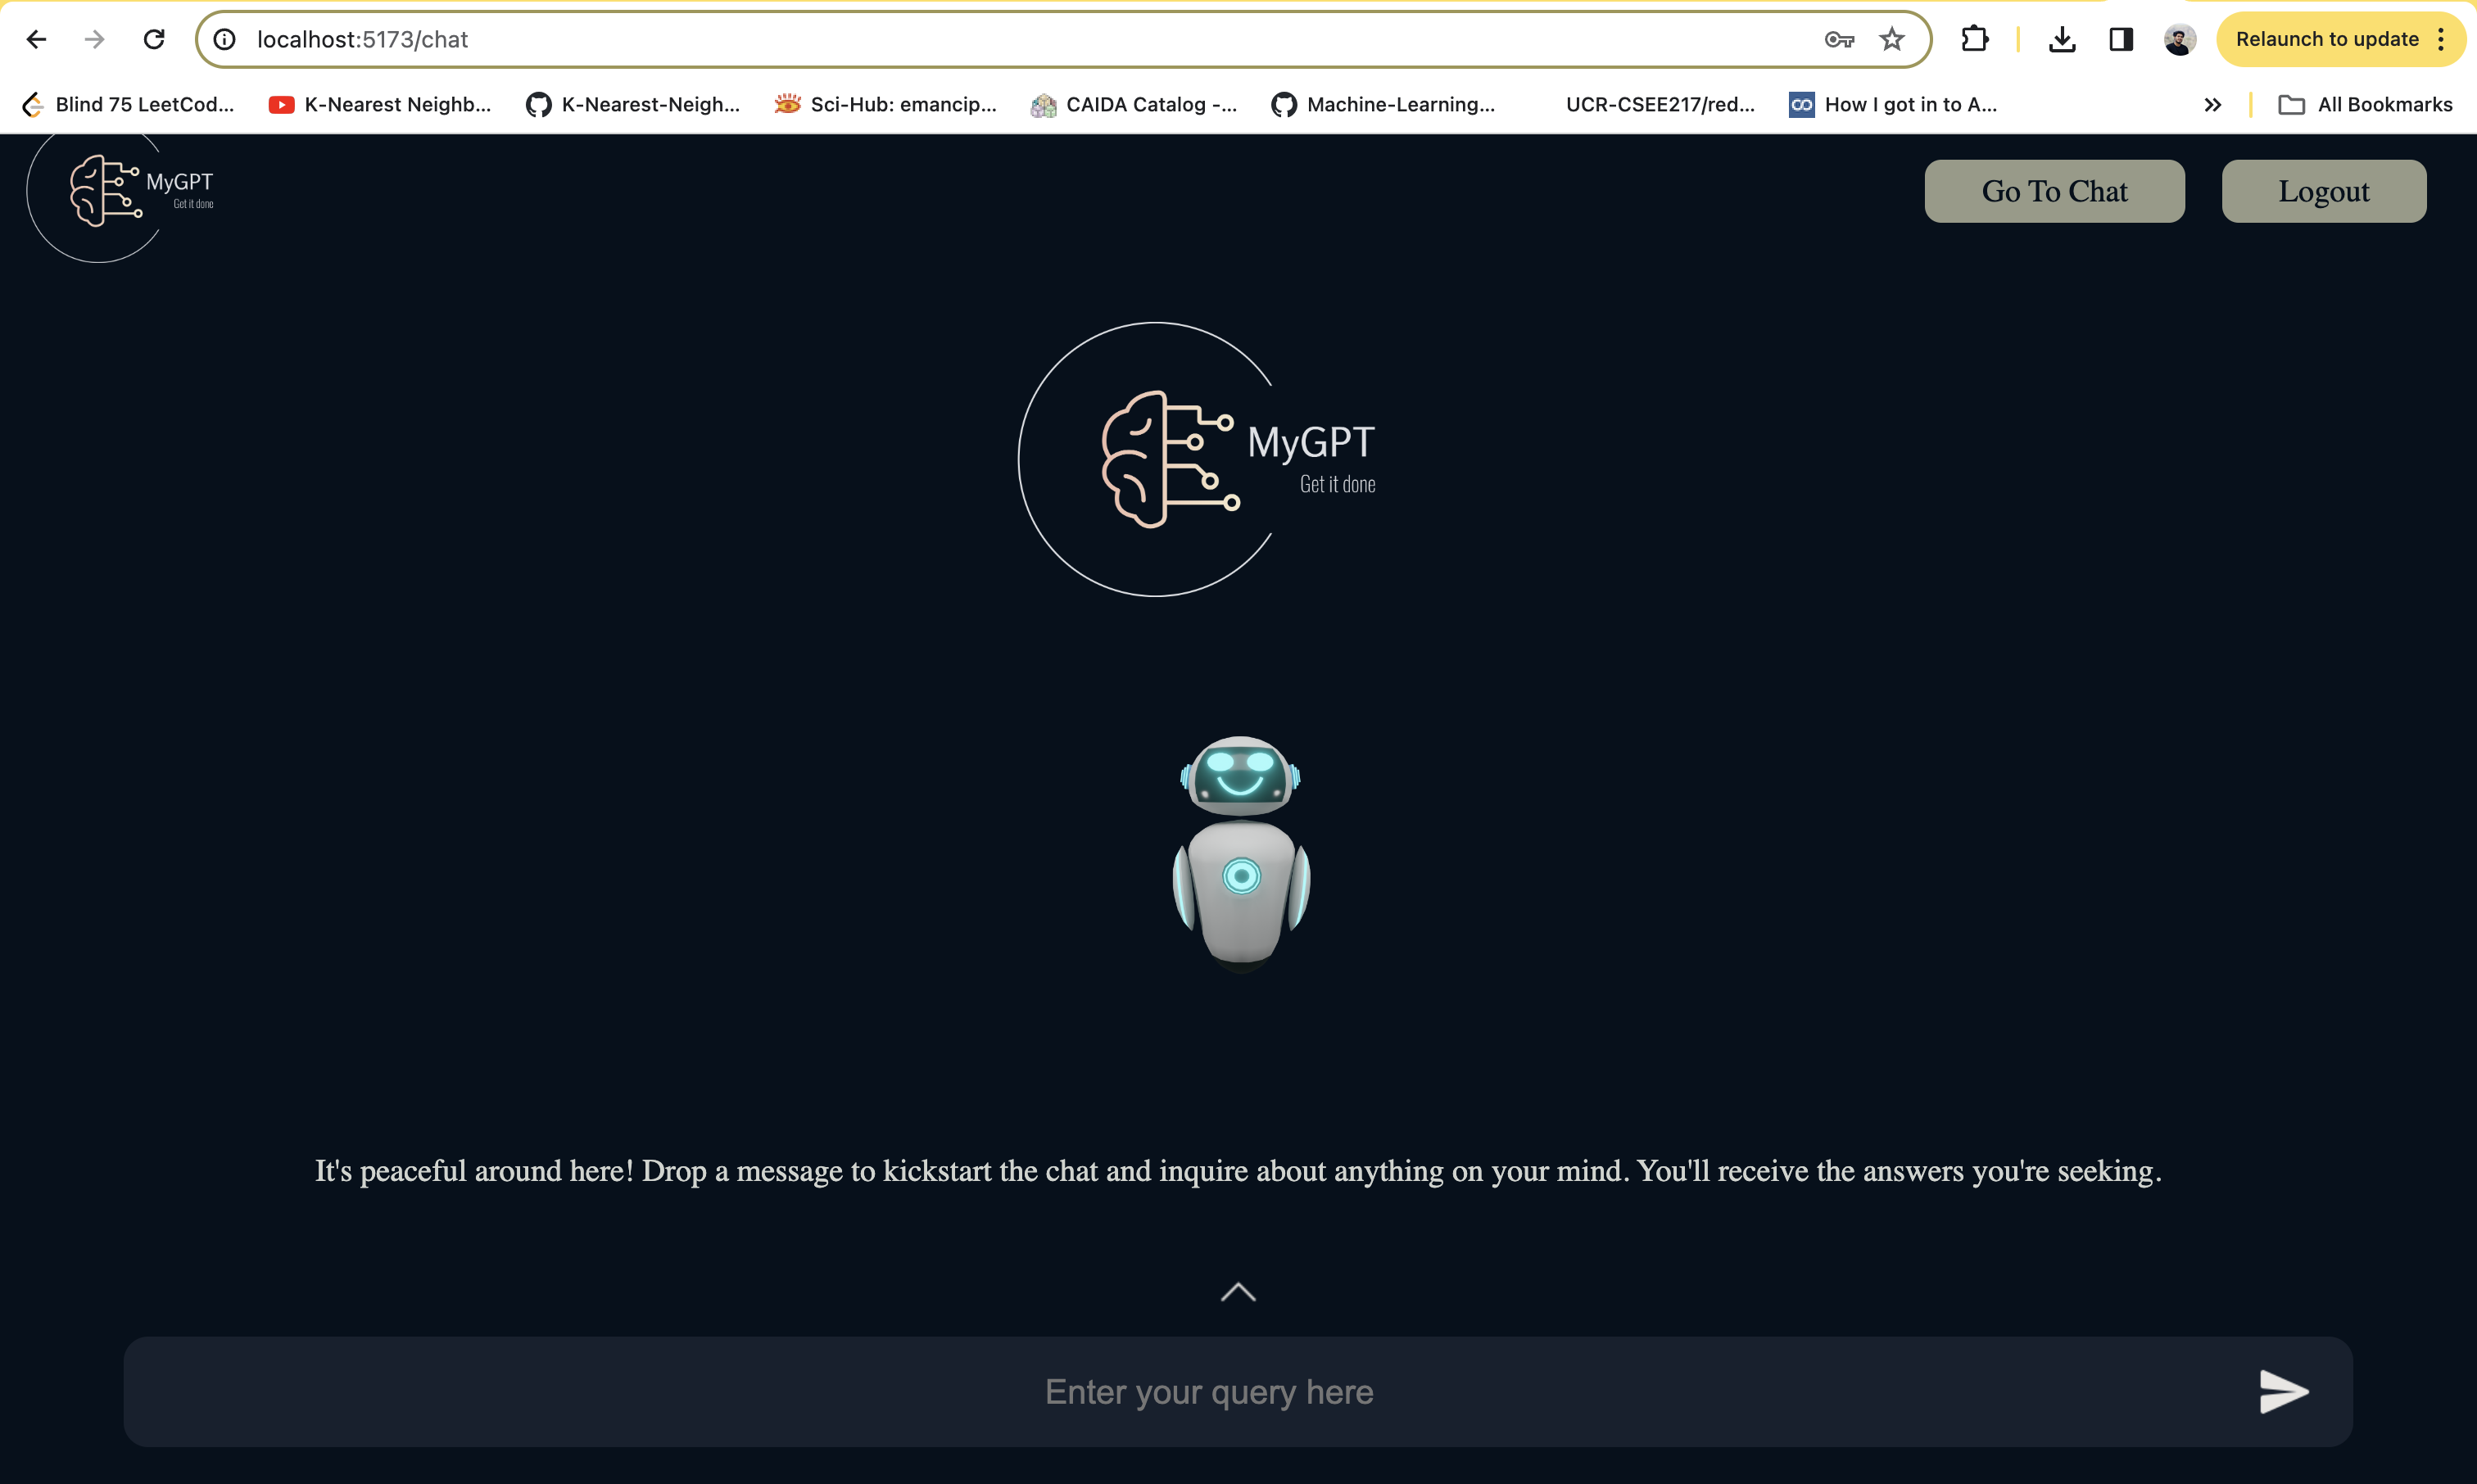 localhost:5173/chat
Relaunch to update
Blind 75 LeetCod...
K-Nearest Neighb...
K-Nearest-Neigh...
Sci-Hub: emancip...
CAIDA Catalog -...
Machine-Learning...
UCR-CSEE217/red...
How I got in to A...
All Bookmarks
MyGPT
Get it done
Go To Chat
Logout
MyGPT
Get it done
It's peaceful around here! Drop a message to kickstart the chat and inquire about anything on your mind. You'll receive the answers you're seeking.
Enter your query here